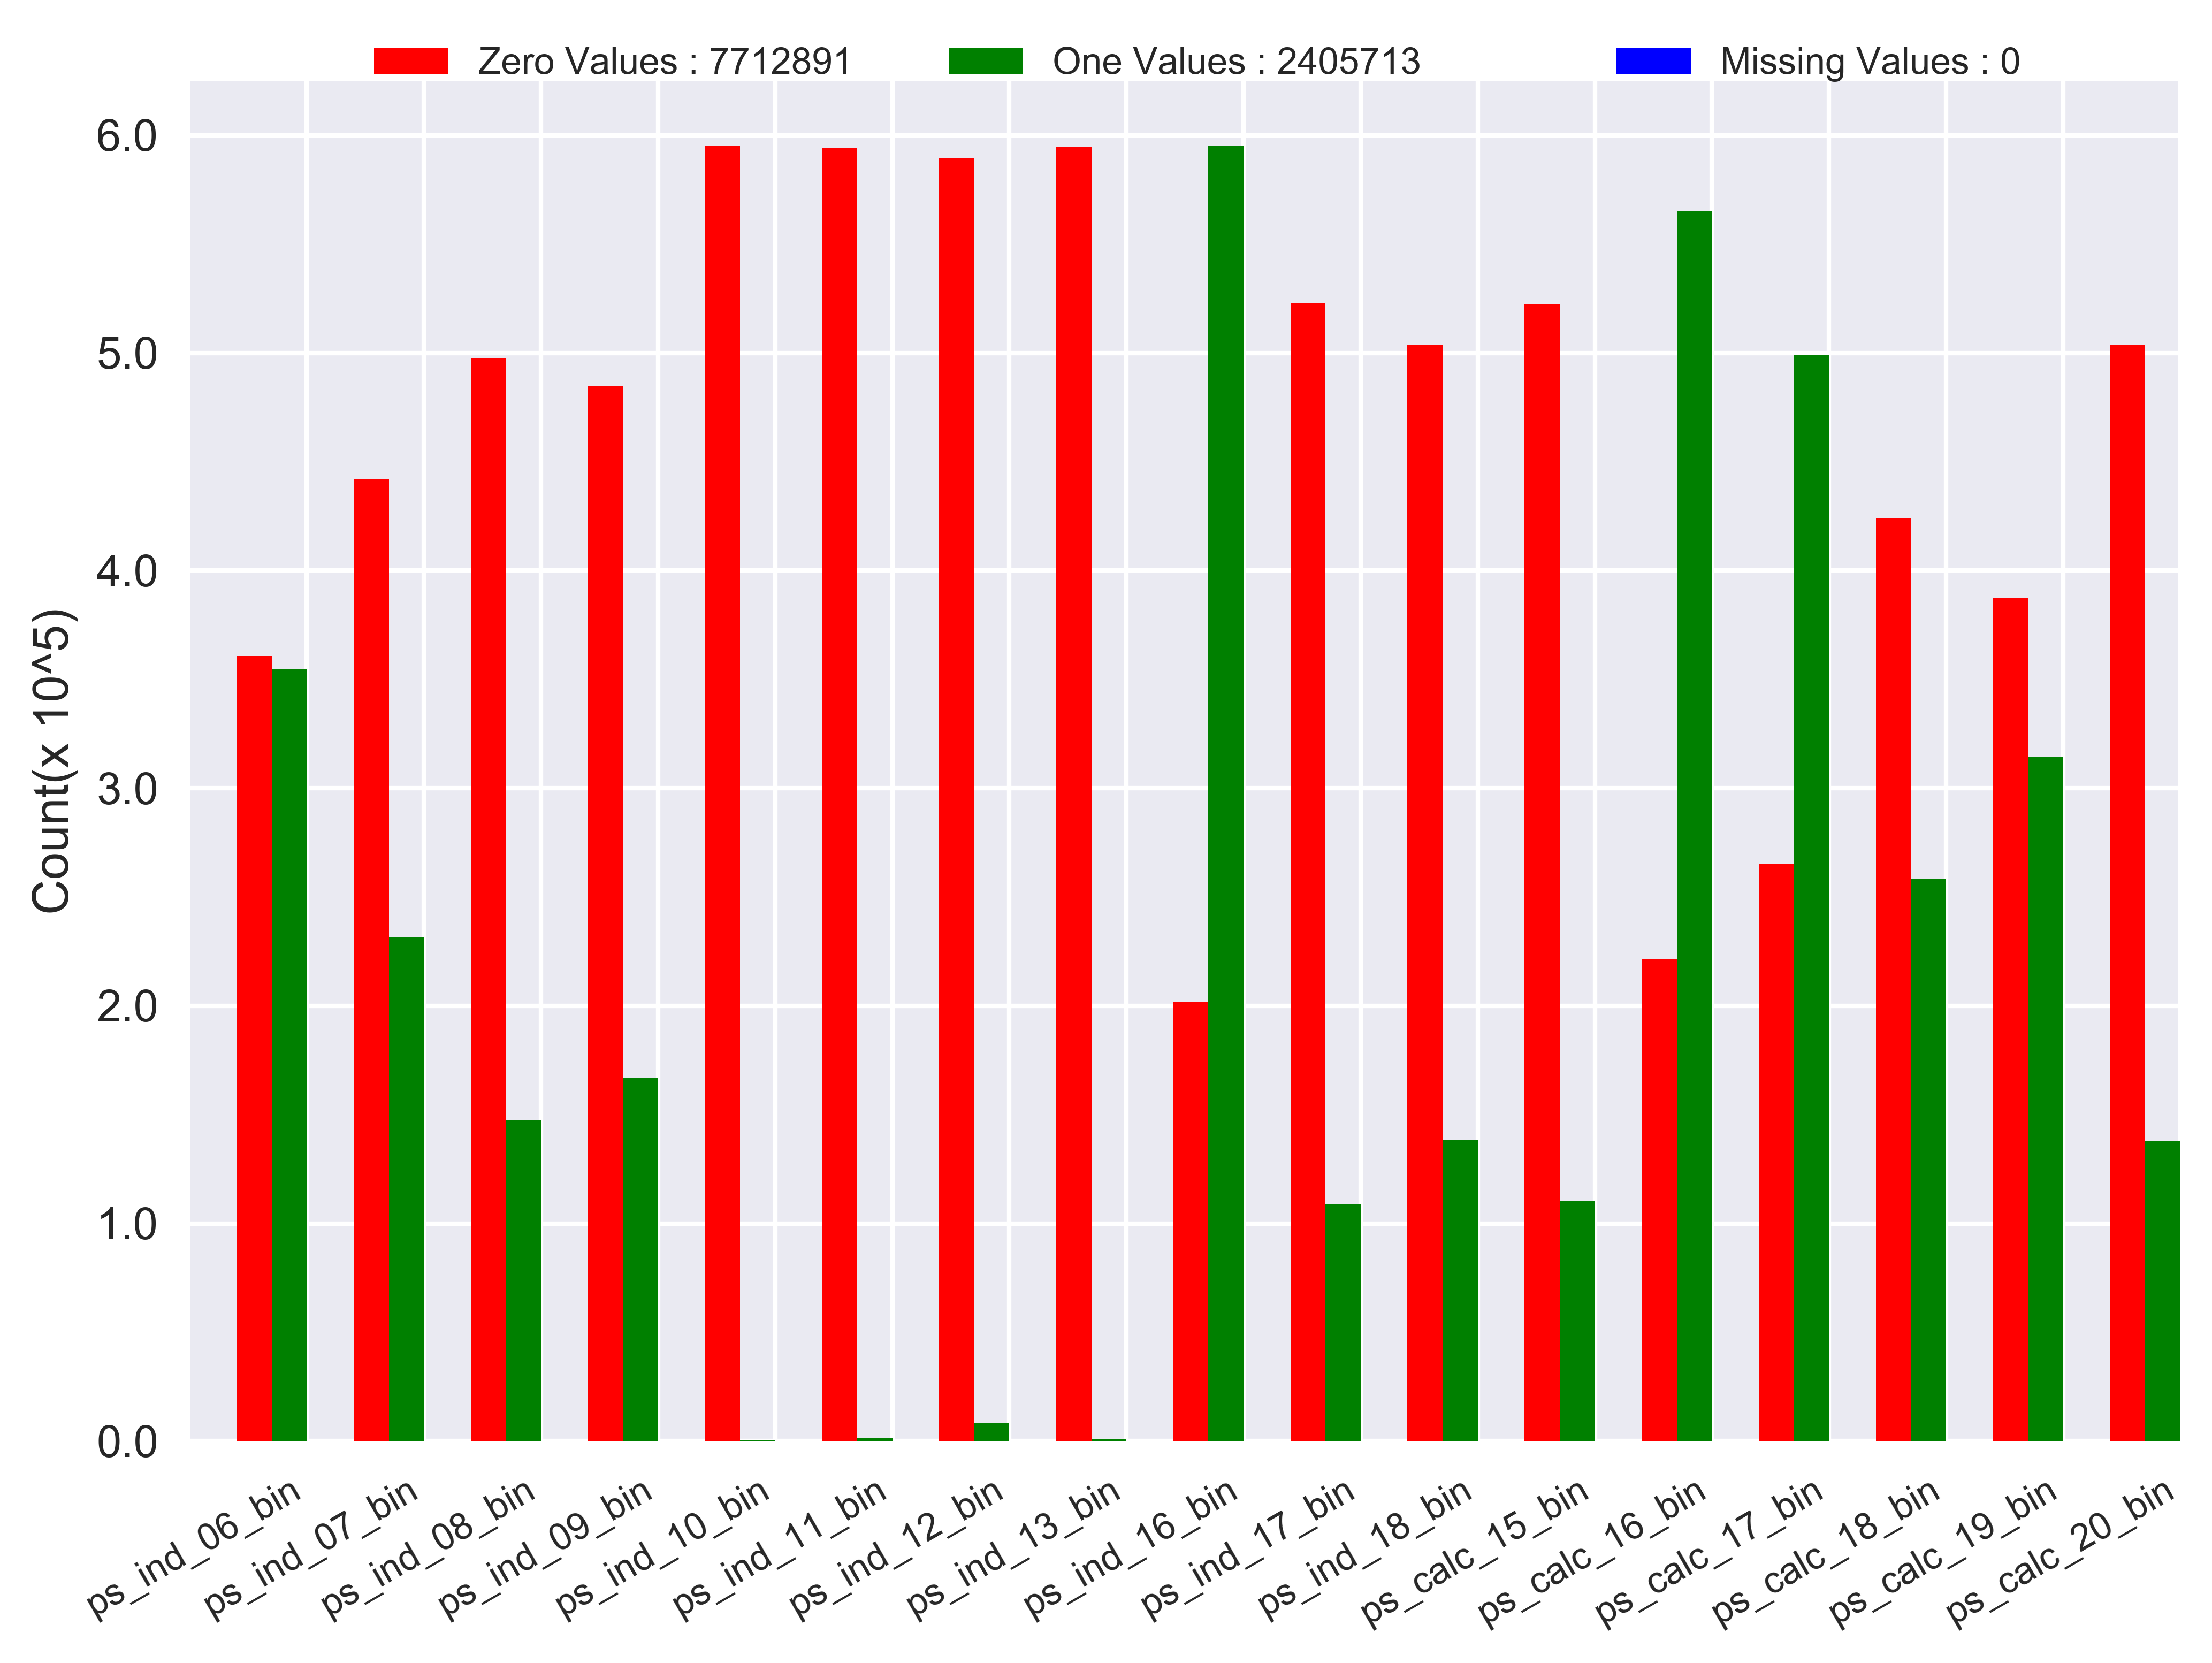 Zero Values : 7712891
One Values : 2405713
Missing Values : 0
Count(x 10^5)
6.0
5.0
4.0
3.0
2.0
1.0
0.0
ps_ind_06_bin
ps_ind_07_bin
ps_ind_08_bin
ps_ind_09_bin
ps_ind_10_bin
ps_ind_11_bin
ps_ind_12_bin
ps_ind_13_bin
ps_ind_16_bin
ps_ind_17_bin
ps_ind_18_bin
ps_calc_15_bin
ps_calc_16_bin
ps_calc_17_bin
ps_calc_18_bin
ps_calc_19_bin
ps_calc_20_bin